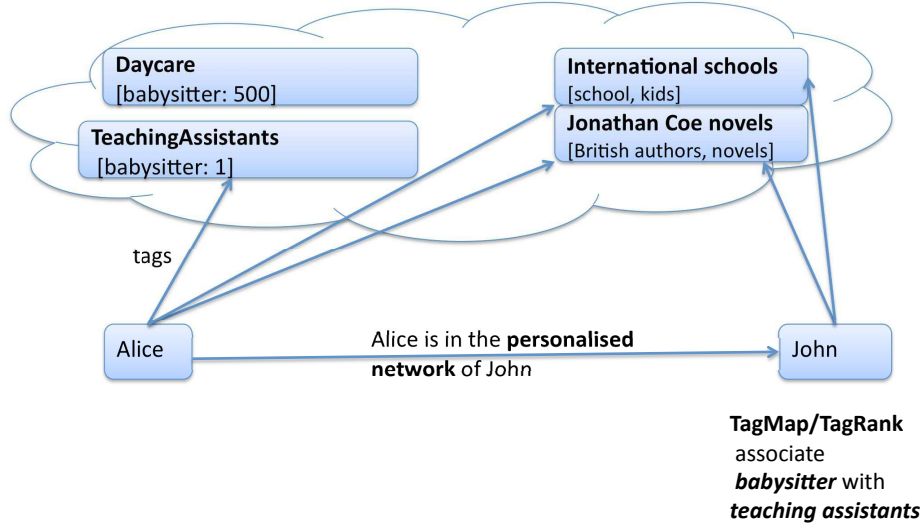 Daycare
[babysitter: 500]
TeachingAssistants
[babysitter: 1]
International schools
[school, kids]
Jonathan Coe novels
[British authors, novels]
tags
Alice
Alice is in the personalised
network of John
John
TagMap/TagRank
associate
babysitter with
teaching assistants